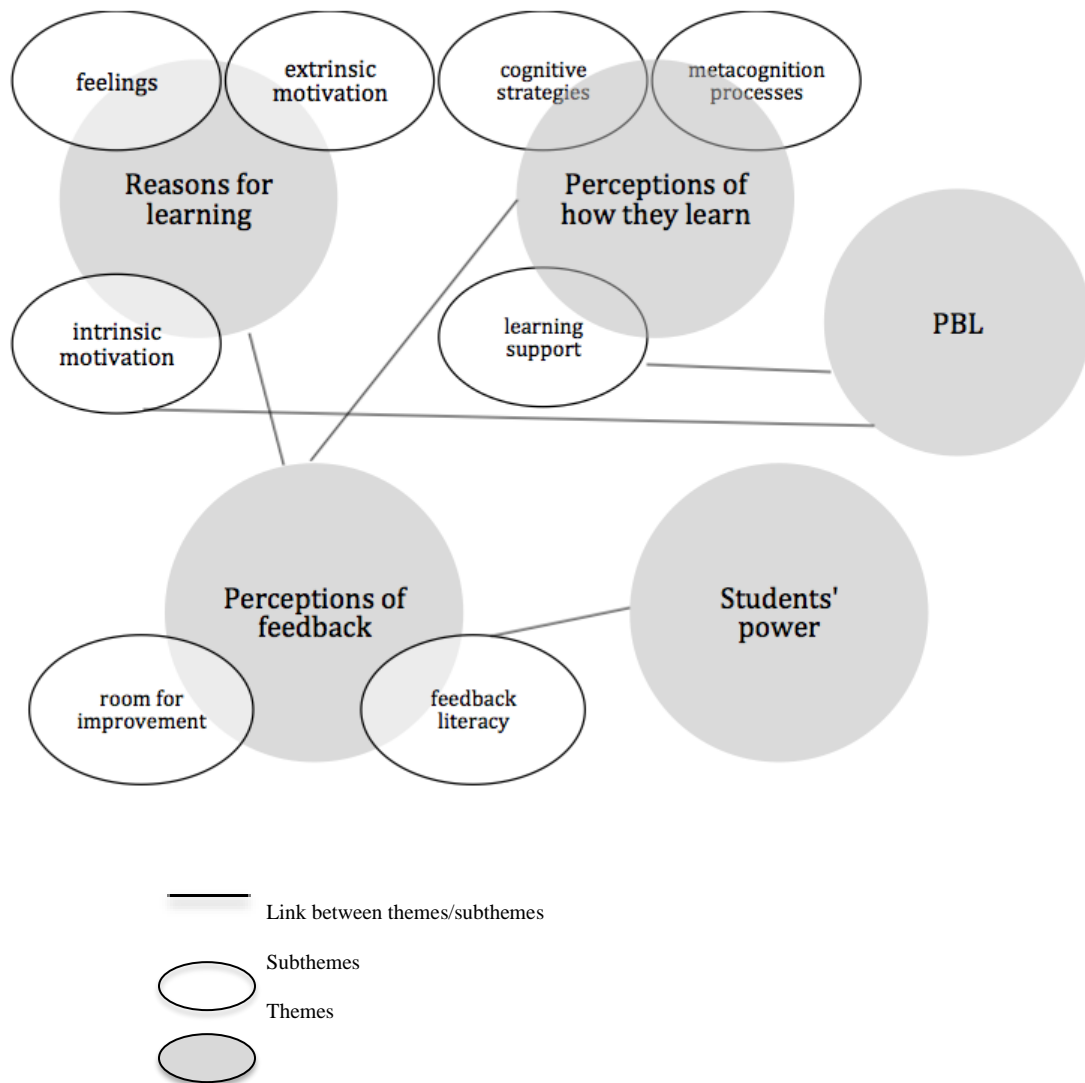 feelings
extrinsic
motivation
cognitive
strategies
metacognition
processes
Reasons for
learning
Perceptions of
how they learn
intrinsic
motivation
learning
support
PBL
Perceptions of
feedback
Students'
power
room for
improvement
feedback
literacy
Link between themes/subthemes
Subthemes
Themes